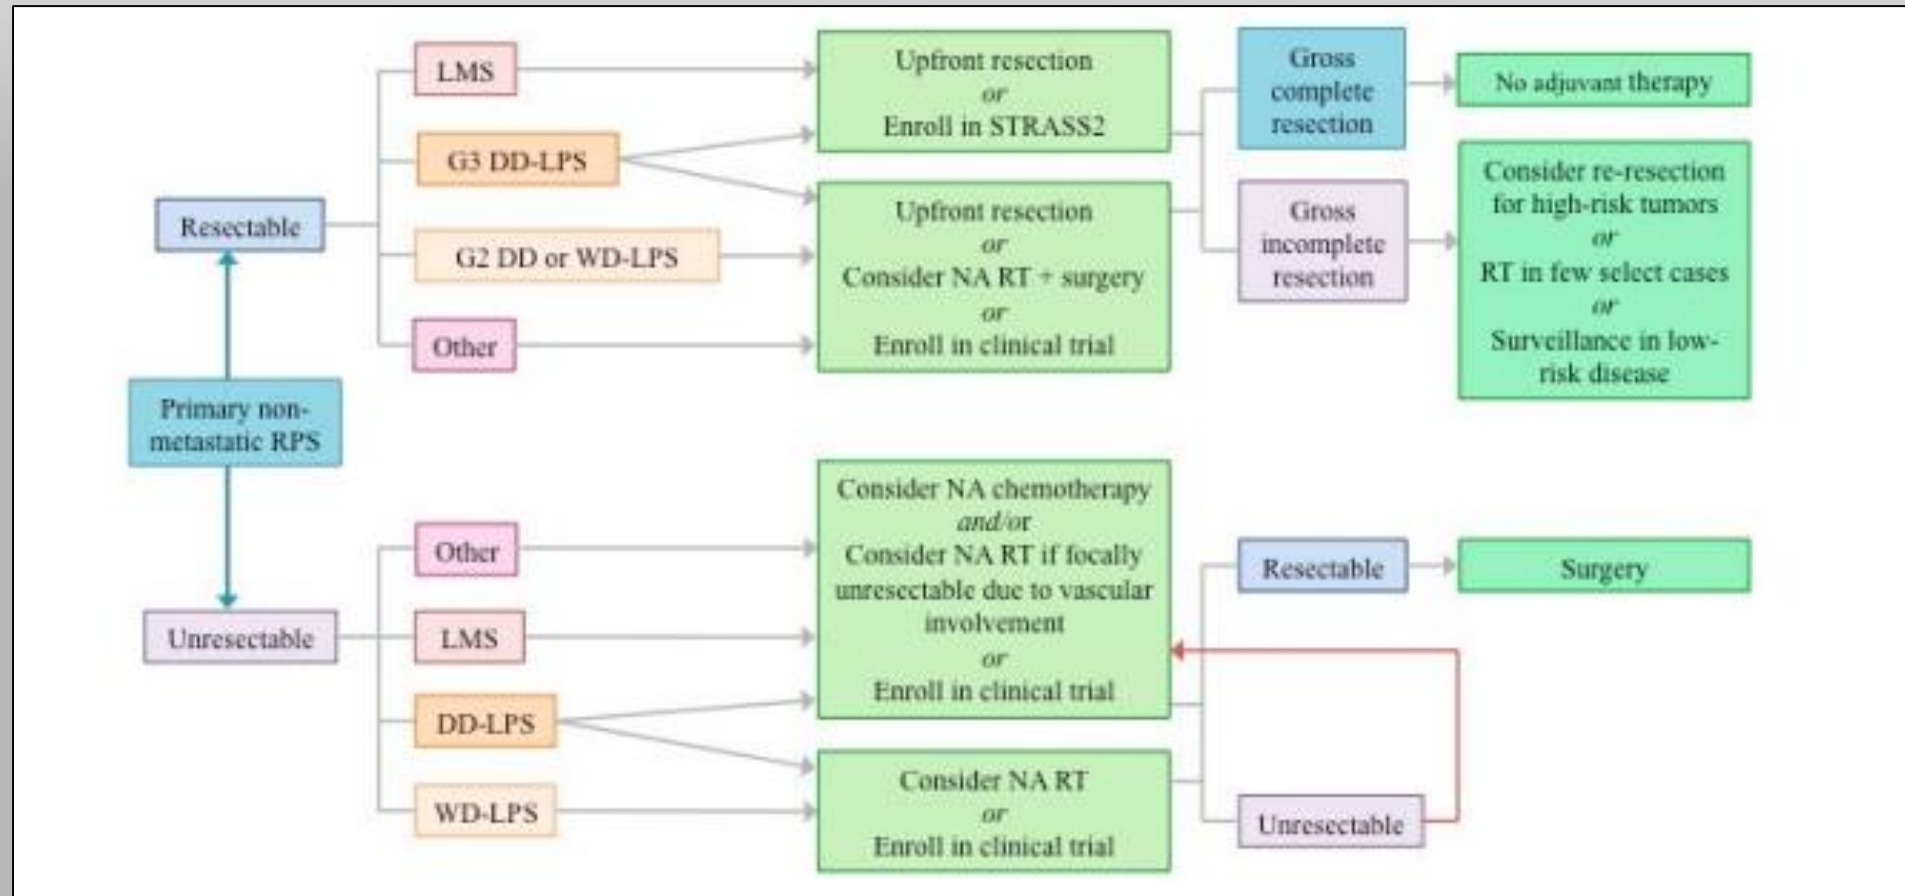 LMS
G3 DD-LPS
G2 DD or WD-LPS
Other
Resectable
Primary non-
metastatic RPS
Unresectable
Other
LMS
DD-LPS
WD-LPS
Upfront resection
or
Enroll in STRASS2
Upfront resection
or
Consider NA RT + surgery
or
Enroll in clinical trial
Consider NA chemotherapy
and/or
Consider NA RT if focally
unresectable due to vascular
involvement
or
Enroll in clinical trial
Consider NA RT
or
Enroll in clinical trial
Gross
complete
resection
Gross
incomplete
resection
No adjuvant therapy
Consider re-resection
for high-risk tumors
or
RT in few select cases
or
Surveillance in low-
risk disease
Resectable
Surgery
Unresectable